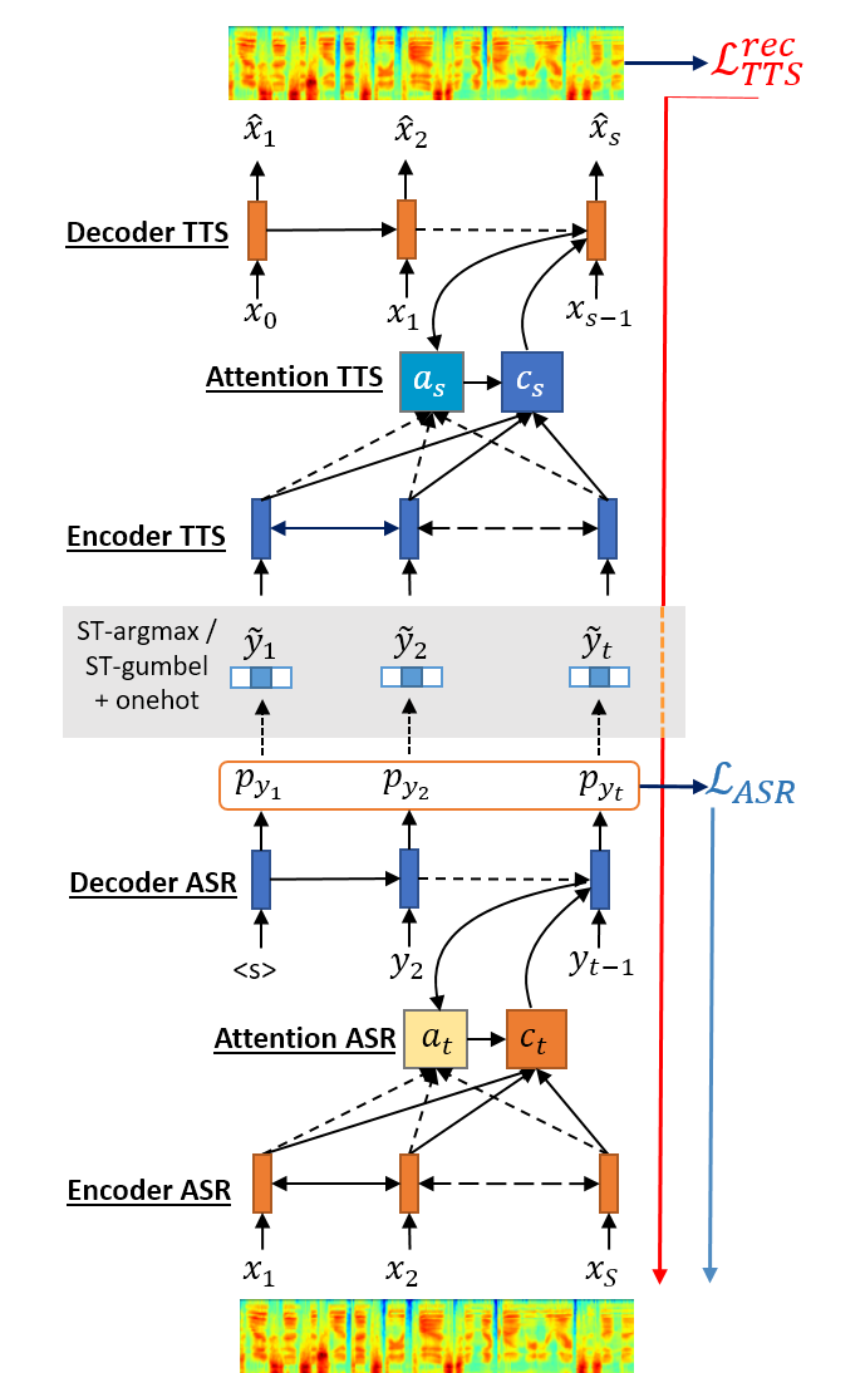 $\mathcal{L}_{TTS}^{rec}$
$\hat{x}_1$ $\hat{x}_2$ $\hat{x}_s$
Decoder TTS
$x_0$ $x_1$ $x_{s-1}$
Attention TTS $a_s$ $c_s$
Encoder TTS
ST-argmax /
ST-gumbel
+ onehot
$\tilde{y}_1$ $\tilde{y}_2$ $\tilde{y}_t$
$p_{y_1}$ $p_{y_2}$ $p_{y_t}$ $\mathcal{L}_{ASR}$
Decoder ASR
<s> $y_2$ $y_{t-1}$
Attention ASR $a_t$ $c_t$
Encoder ASR
$x_1$ $x_2$ $x_S$